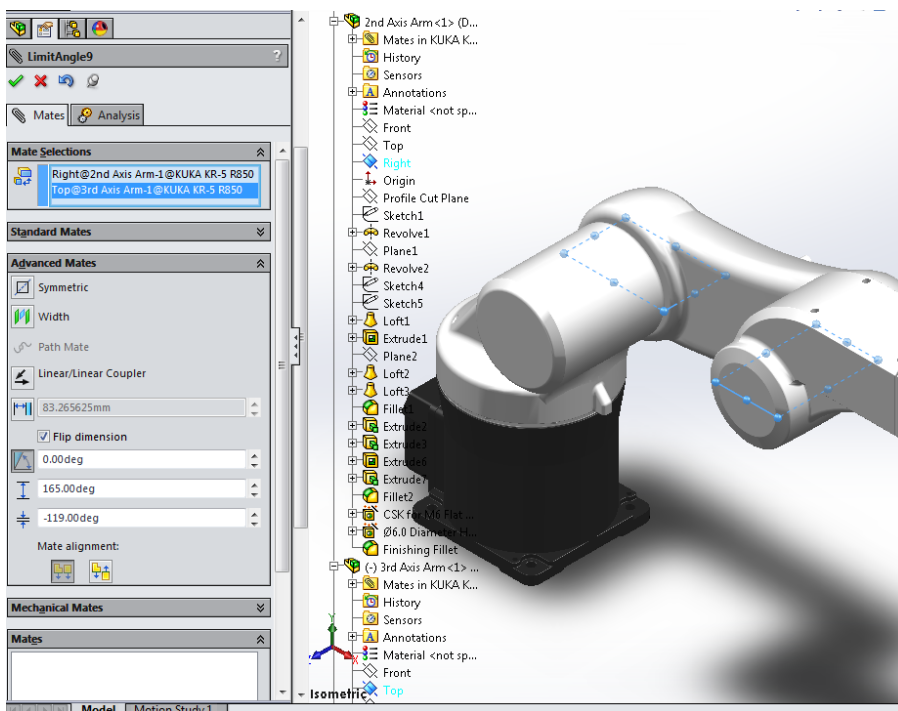 LimitAngle9
?
Mates
Analysis
Mate Selections
Right@2nd Axis Arm-1@KUKA KR-5 R850
Top@3rd Axis Arm-1@KUKA KR-5 R850
Standard Mates
Advanced Mates
Symmetric
Width
Path Mate
Linear/Linear Coupler
83.265625mm
Flip dimension
0.00deg
165.00deg
-119.00deg
Mate alignment:
Mechanical Mates
Mates
Model
Motion Study 1
2nd Axis Arm<1> (D...
Mates in KUKA K...
History
Sensors
A Annotations
Material <not sp...
Front
Top
Right
Origin
Profile Cut Plane
Sketch1
Revolve1
Plane1
Revolve2
Sketch4
Sketch5
Loft1
Extrude1
Plane2
Loft2
Loft3
Fillet1
Extrude2
Extrude3
Extrude6
Extrude7
Fillet2
CSK for M6 Flat ...
Ø6.0 Diameter H...
Finishing Fillet
(-) 3rd Axis Arm<1> ...
Mates in KUKA K...
History
Sensors
A Annotations
Material <not sp...
Front
Top
Y
X
Isometric